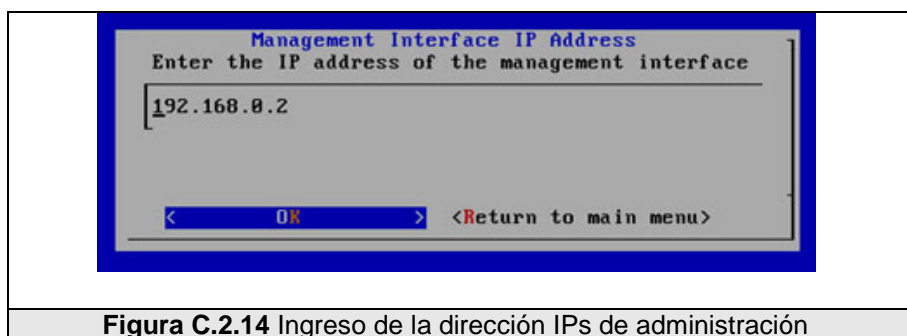 Management Interface IP Address
Enter the IP address of the management interface
192.168.0.2
< OK > <Return to main menu>
Figura C.2.14 Ingreso de la dirección IPs de administración